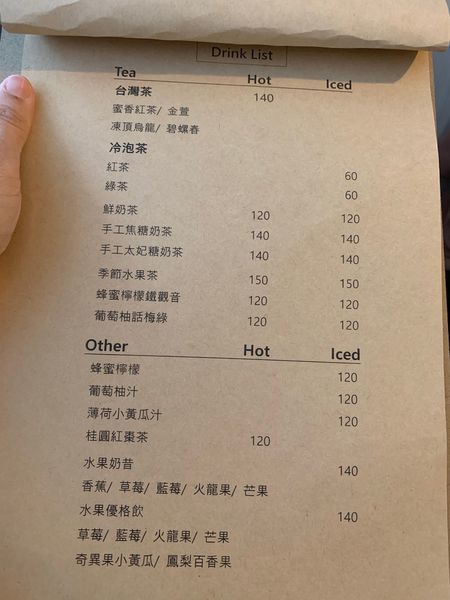 Drink List
Tea Hot Iced
台灣茶 140
蜜香紅茶/ 金萱
凍頂烏龍/ 碧螺春
冷泡茶
紅茶 60
綠茶 60
鮮奶茶 120 120
手工焦糖奶茶 140 140
手工太妃糖奶茶 140 140
季節水果茶 150 150
蜂蜜檸檬鐵觀音 120 120
葡萄柚話梅綠 120 120
Other Hot Iced
蜂蜜檸檬 120
葡萄柚汁 120
薄荷小黃瓜汁 120
桂圓紅棗茶 120
水果奶昔 140
香蕉/ 草莓/ 藍莓/ 火龍果/ 芒果
水果優格飲 140
草莓/ 藍莓/ 火龍果/ 芒果
奇異果小黃瓜/ 鳳梨百香果